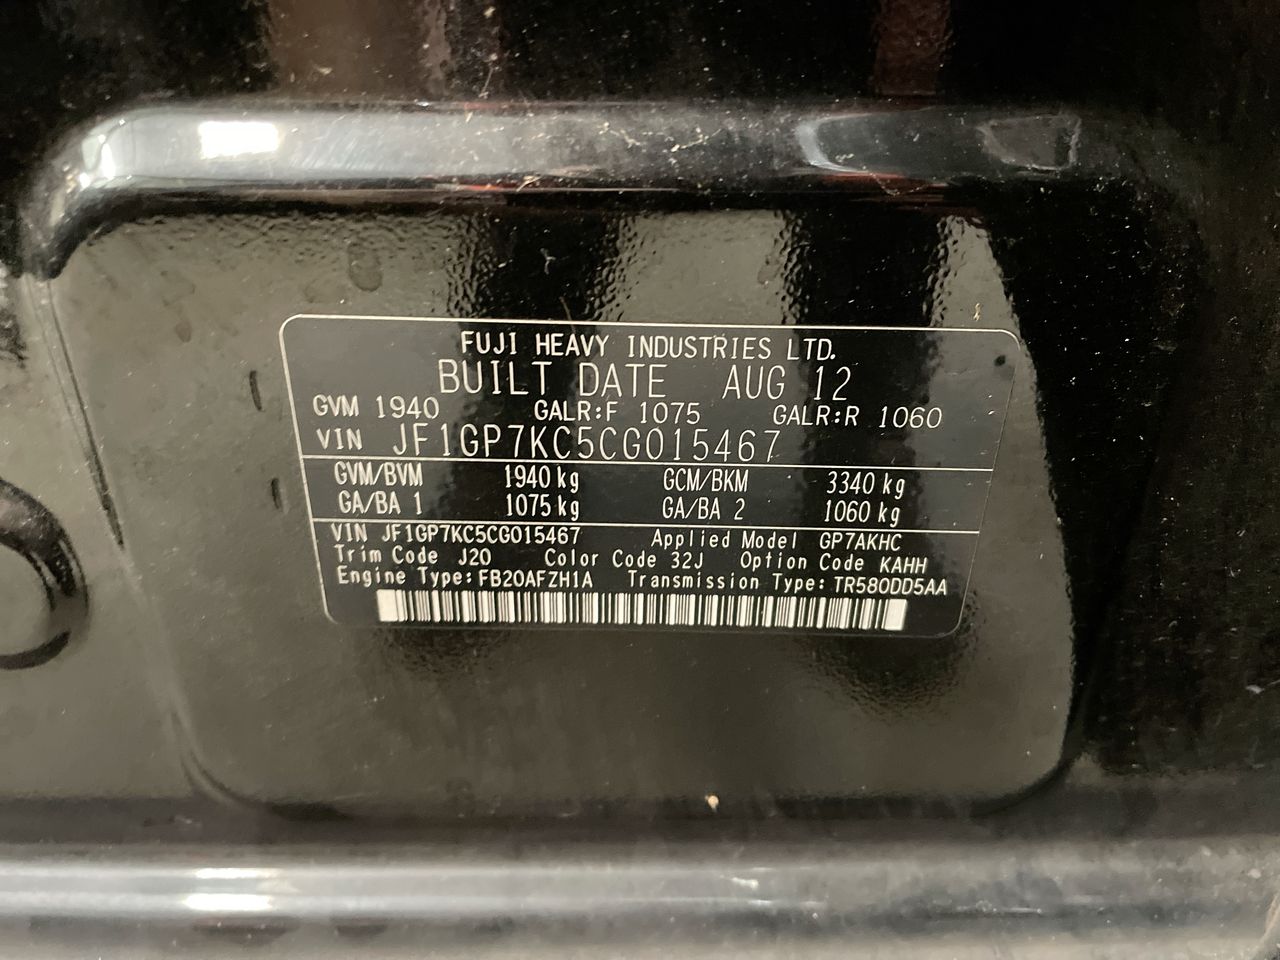 FUJI HEAVY INDUSTRIES LTD.
BUILT DATE AUG 12
GVM 1940 GALR:F 1075 GALR:R 1060
VIN JF1GP7KC5CG015467
GVM/BVM 1940 kg GCM/BKM 3340 kg
GA/BA 1 1075 kg GA/BA 2 1060 kg
VIN JF1GP7KC5CG015467 Applied Model GP7AKHC
Trim Code J20 Color Code 32J Option Code KAHH
Engine Type: FB20AFZH1A Transmission Type: TR580DD5AA